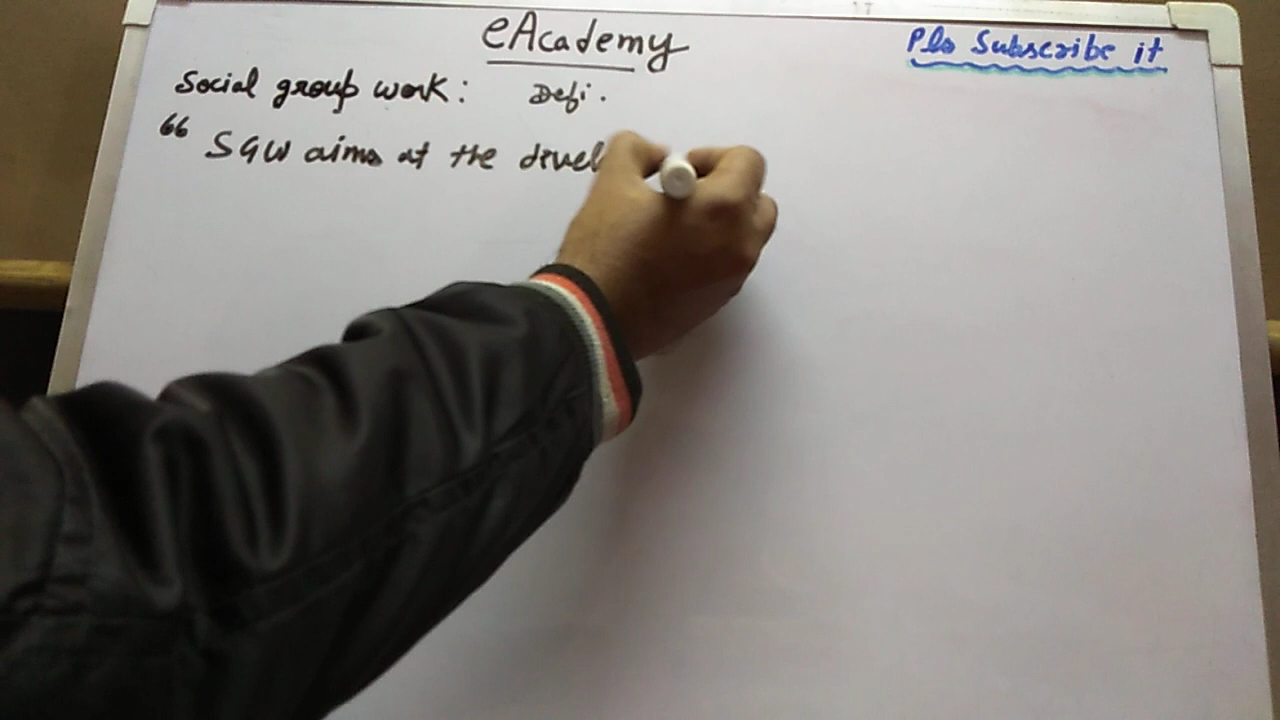 eAcademy
Pls Subscribe it
Social group work : Defi.
“ SGW aims at the devel